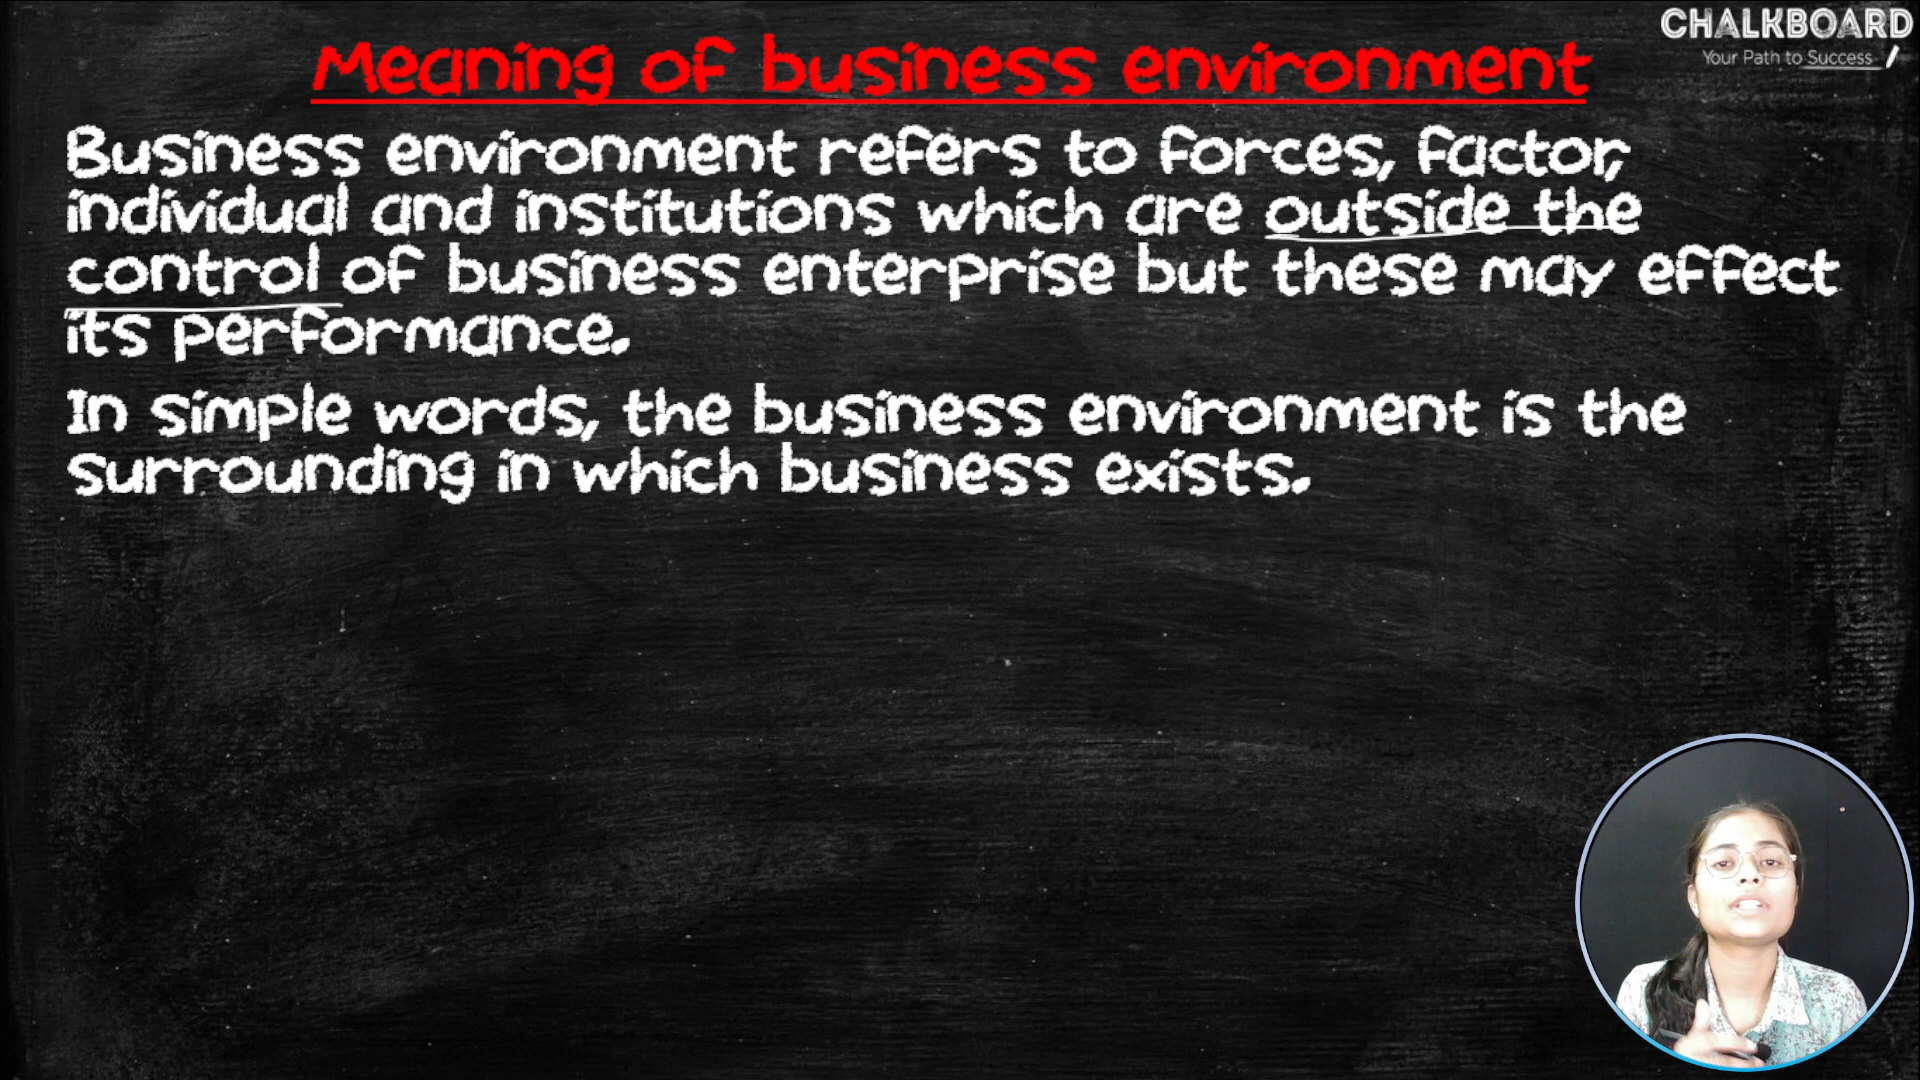 CHALKBOARD
Your Path to Success
Meaning of business environment
Business environment refers to forces, factor,
individual and institutions which are outside the
control of business enterprise but these may effect
its performance.
In simple words, the business environment is the
surrounding in which business exists.